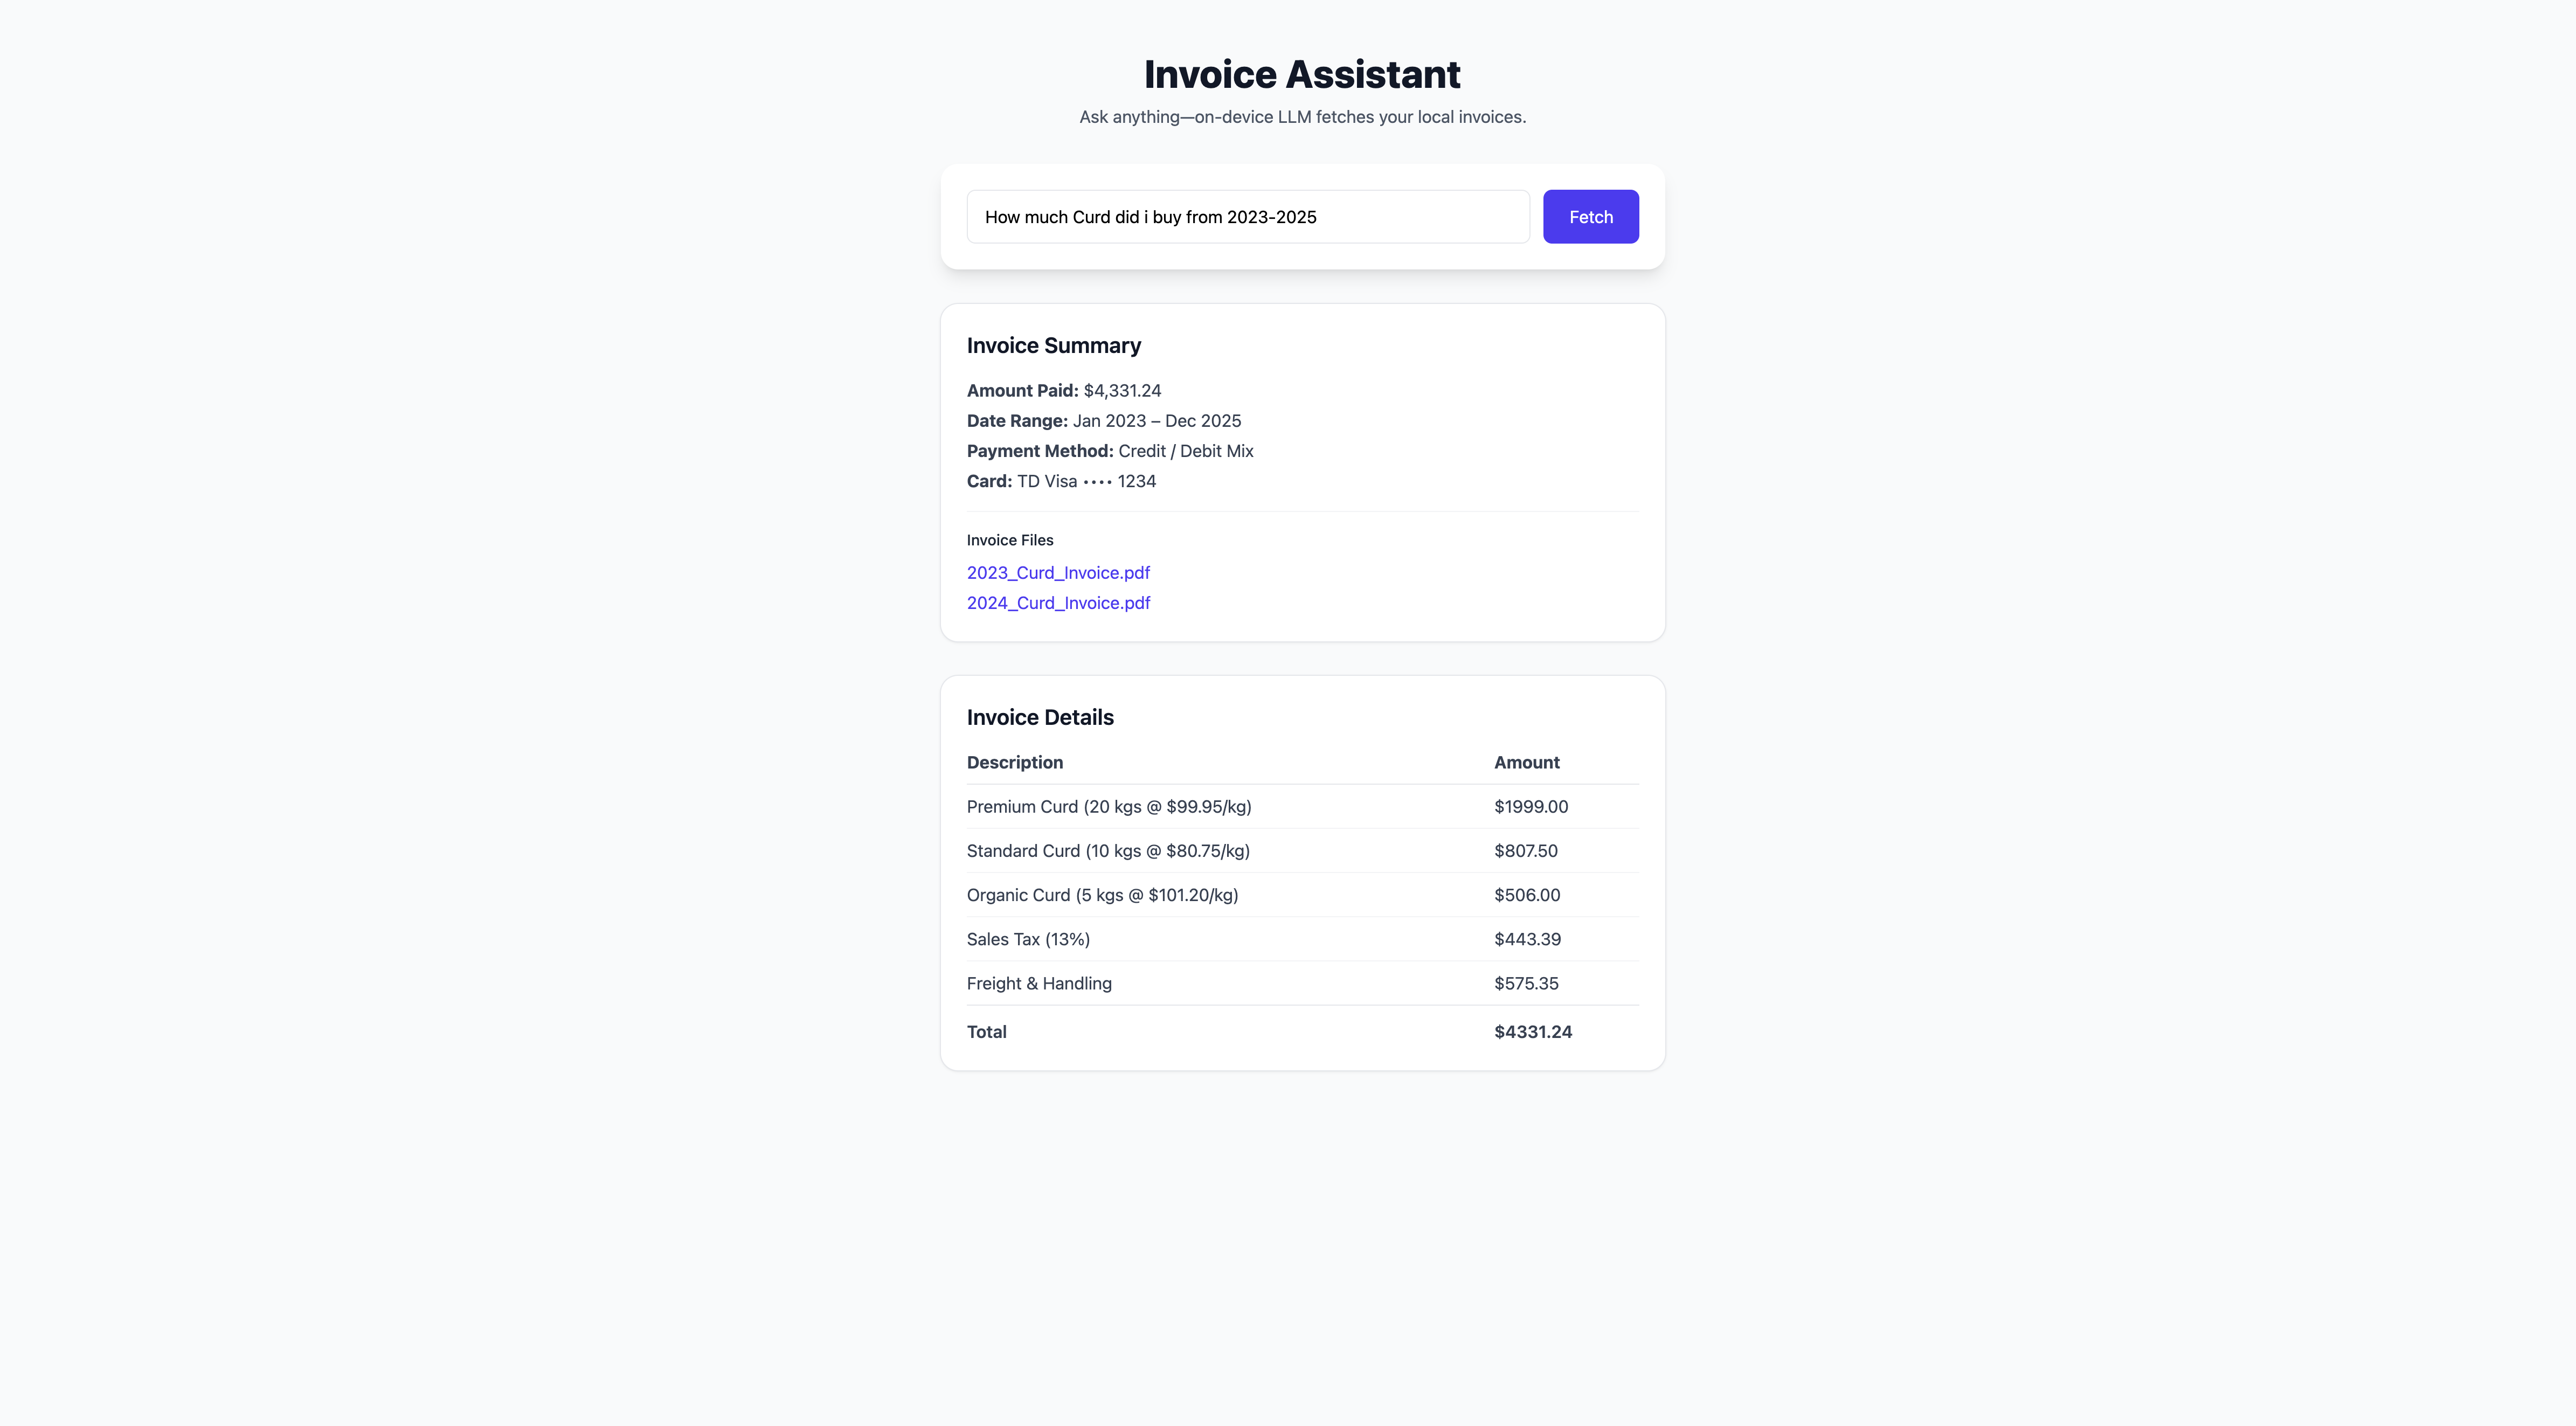 Invoice Assistant
Ask anything—on-device LLM fetches your local invoices.
How much Curd did i buy from 2023-2025
Fetch
Invoice Summary
Amount Paid: $4,331.24
Date Range: Jan 2023 – Dec 2025
Payment Method: Credit / Debit Mix
Card: TD Visa •••• 1234
Invoice Files
2023_Curd_Invoice.pdf
2024_Curd_Invoice.pdf
Invoice Details
Description Amount
Premium Curd (20 kgs @ $99.95/kg) $1999.00
Standard Curd (10 kgs @ $80.75/kg) $807.50
Organic Curd (5 kgs @ $101.20/kg) $506.00
Sales Tax (13%) $443.39
Freight & Handling $575.35
Total $4331.24